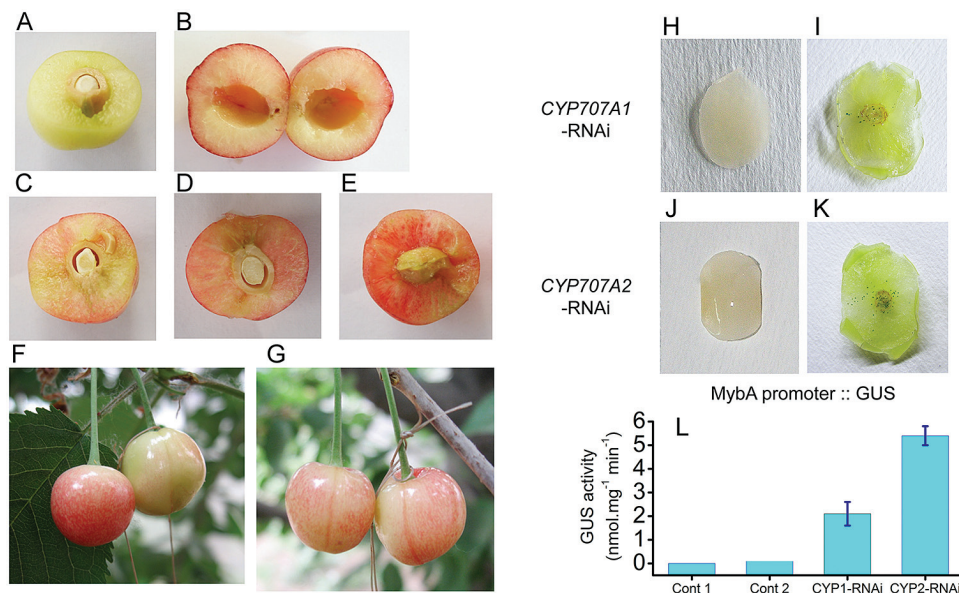 A
B
C
D
E
F
G
H
I
CYP707A1
-RNAi
J
K
CYP707A2
-RNAi
MybA promoter :: GUS
L
GUS activity
(nmol.mg⁻¹ min⁻¹)
6
5
4
3
2
1
0
Cont 1
Cont 2
CYP1-RNAi
CYP2-RNAi